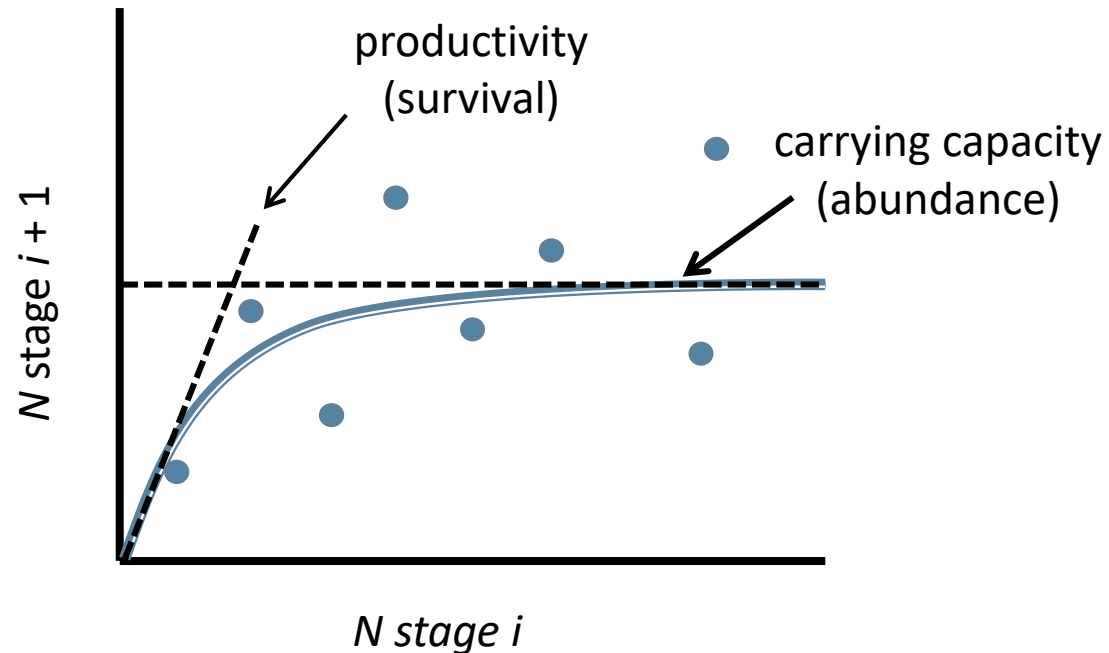 productivity
(survival)
carrying capacity
(abundance)
N stage i + 1
N stage i